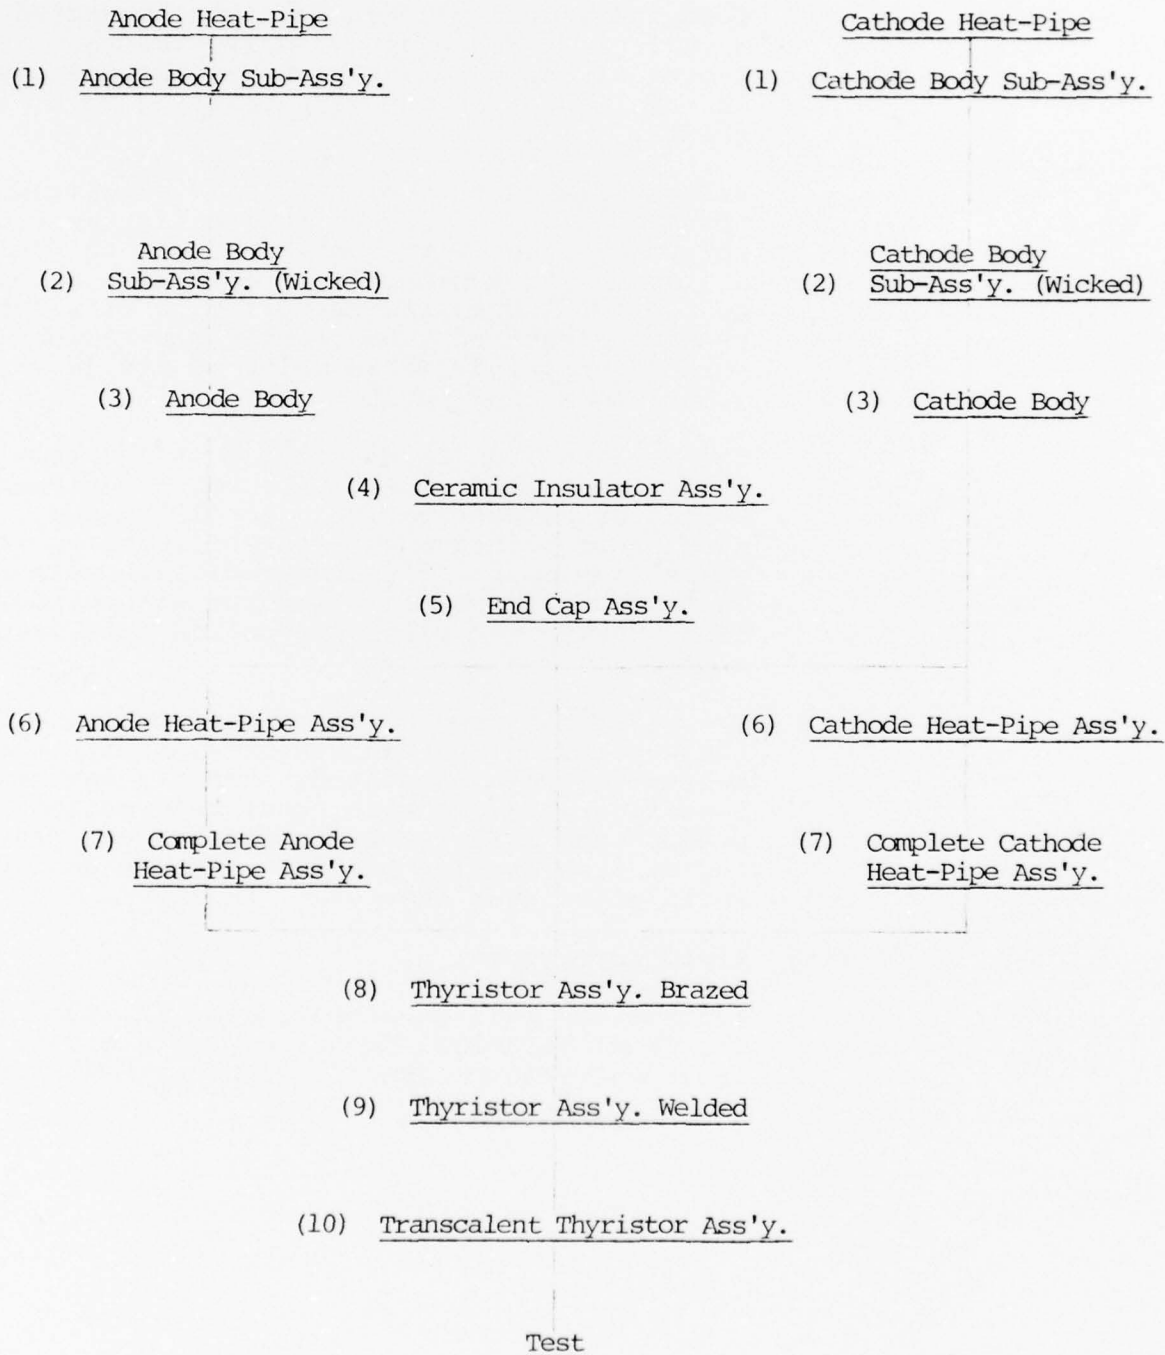 Anode Heat-Pipe
Cathode Heat-Pipe
(1) Anode Body Sub-Ass'y.
(1) Cathode Body Sub-Ass'y.
Anode Body
(2) Sub-Ass'y. (Wicked)
Cathode Body
(2) Sub-Ass'y. (Wicked)
(3) Anode Body
(3) Cathode Body
(4) Ceramic Insulator Ass'y.
(5) End Cap Ass'y.
(6) Anode Heat-Pipe Ass'y.
(6) Cathode Heat-Pipe Ass'y.
(7) Complete Anode
Heat-Pipe Ass'y.
(7) Complete Cathode
Heat-Pipe Ass'y.
(8) Thyristor Ass'y. Brazed
(9) Thyristor Ass'y. Welded
(10) Transcalent Thyristor Ass'y.
Test